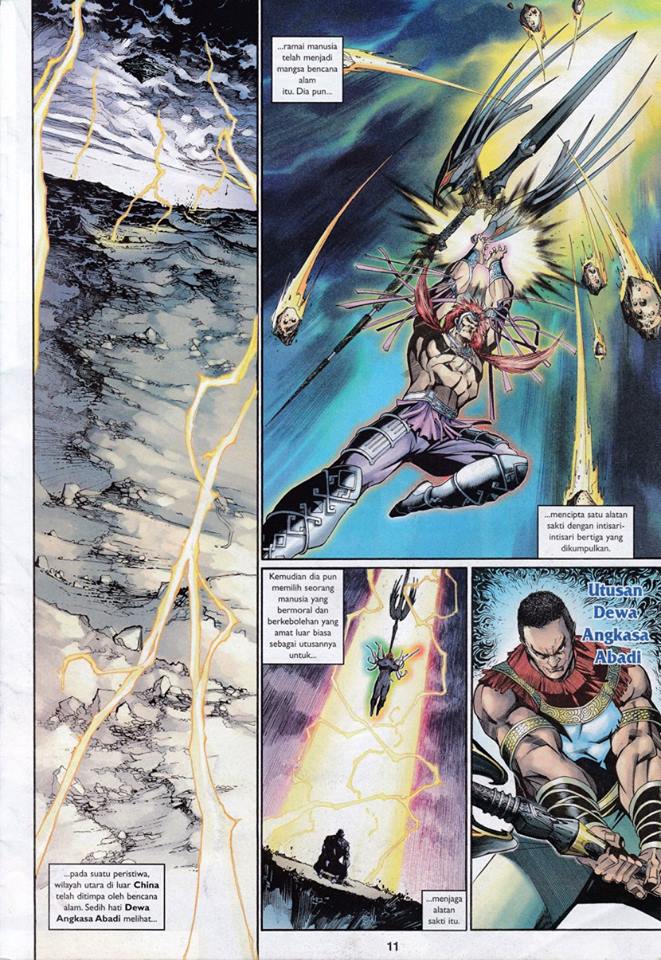 ...pada suatu peristiwa,
wilayah utara di luar China
telah ditimpa oleh bencana
alam. Sedih hati Dewa
Angkasa Abadi melihat...
...ramai manusia
telah menjadi
mangsa bencana
alam
itu. Dia pun...
...mencipta satu alatan
sakti dengan intisari-
intisari bertiga yang
dikumpulkan.
Kemudian dia pun
memilih seorang
manusia yang
bermoral dan
berkebolehan yang
amat luar biasa
sebagai utusannya
untuk...
...menjaga
alatan
sakti itu.
Utusan
Dewa
Angkasa
Abadi
11